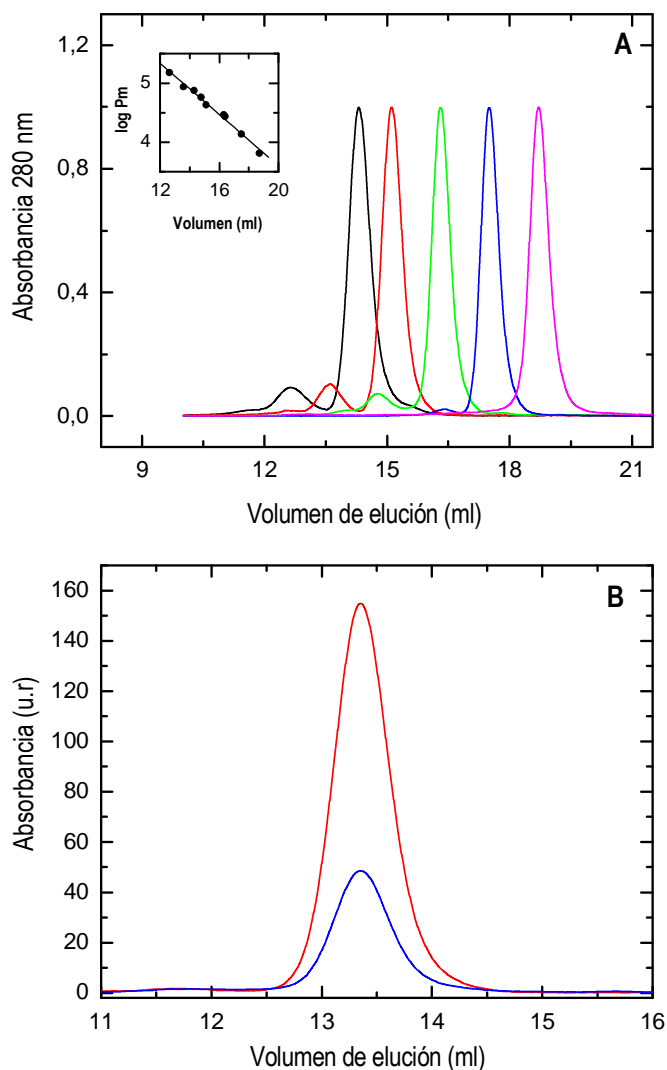 A
1,2
0,8
0,4
0,0
Absorbancia 280 nm
5
4
log Pm
12 16 20
Volumen (ml)
9 12 15 18 21
Volumen de elución (ml)
B
160
140
120
100
80
60
40
20
0
Absorbancia (u.r)
11 12 13 14 15 16
Volumen de elución (ml)